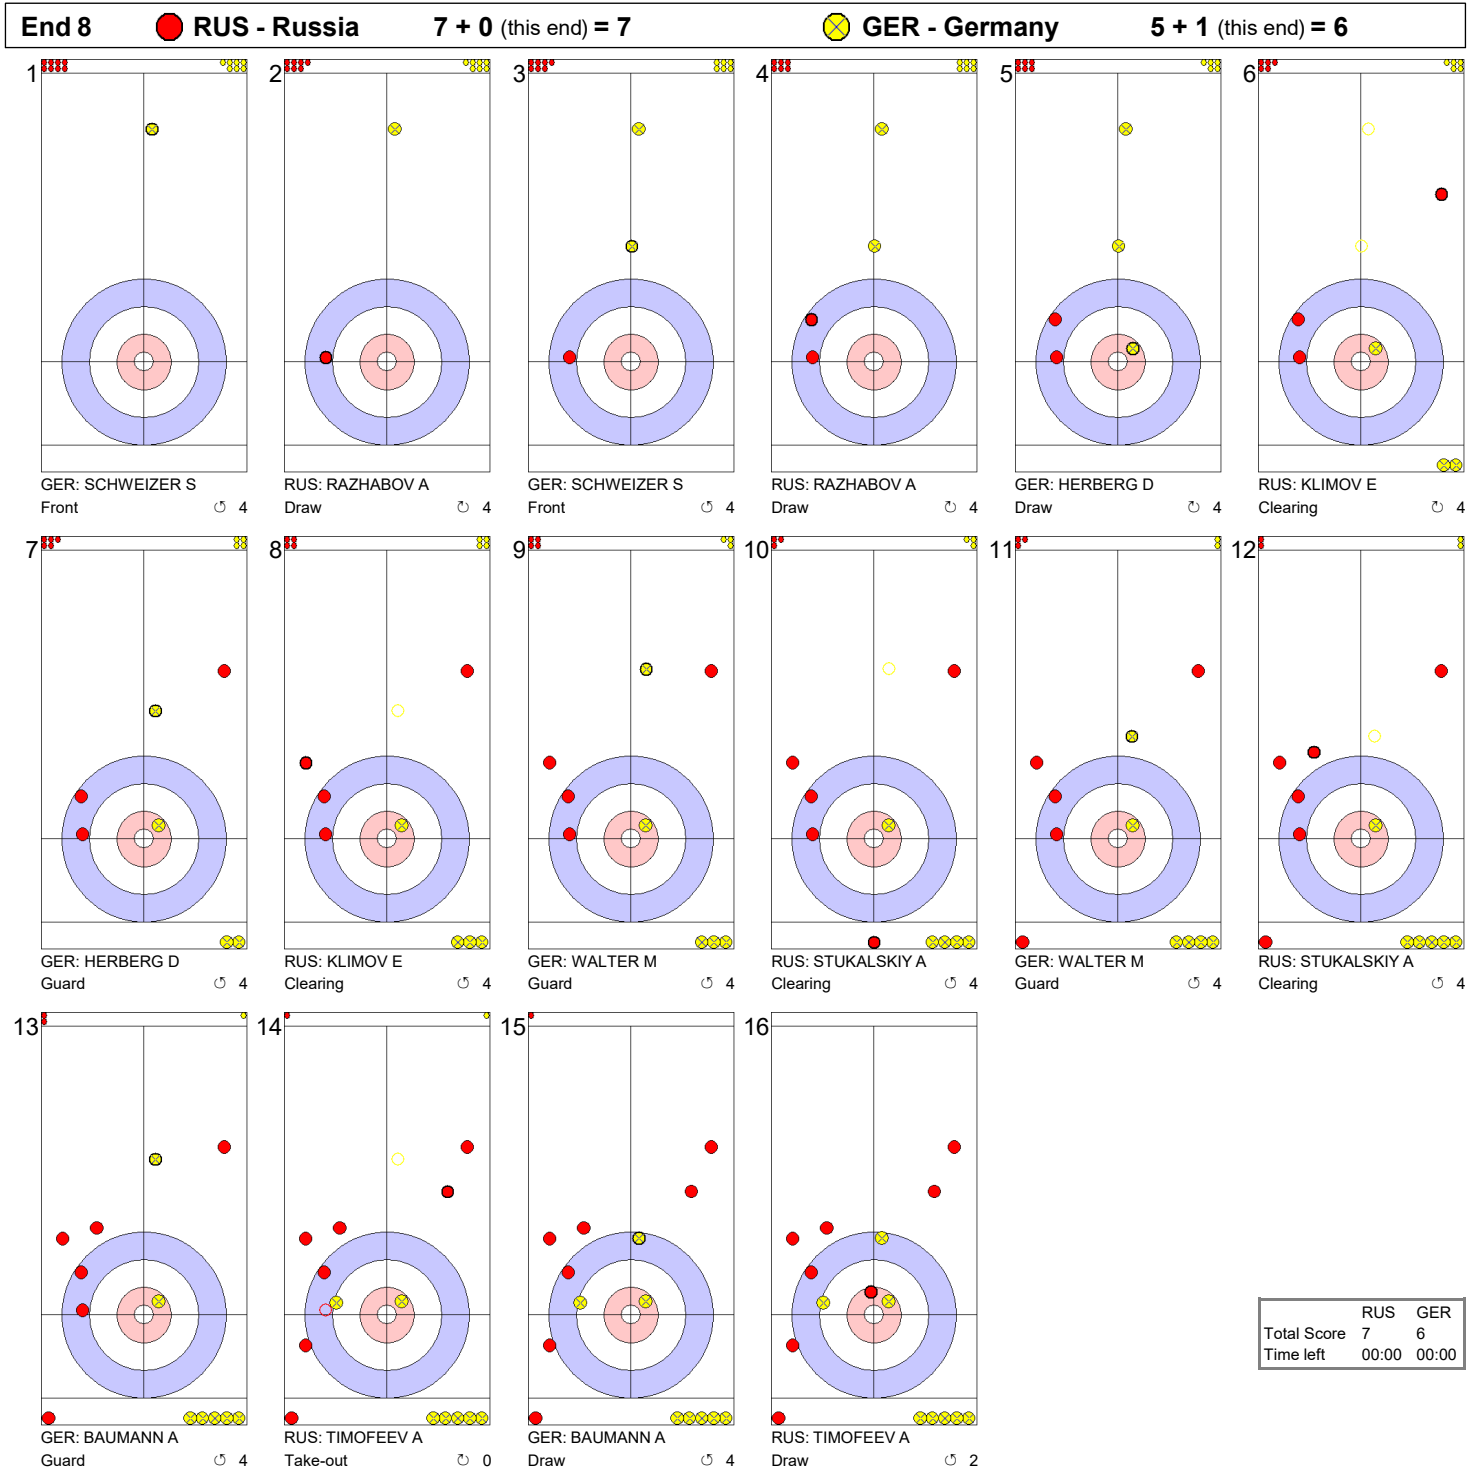 End 8 RUS - Russia 7 + 0 (this end) = 7 GER - Germany 5 + 1 (this end) = 6
1 2 3 4 5 6
GER: SCHWEIZER S RUS: RAZHABOV A GER: SCHWEIZER S RUS: RAZHABOV A GER: HERBERG D RUS: KLIMOV E
Front ↺ 4 Draw ↻ 4 Front ↺ 4 Draw ↻ 4 Draw ↻ 4 Clearing ↻ 4
7 8 9 10 11 12
GER: HERBERG D RUS: KLIMOV E GER: WALTER M RUS: STUKALSKIY A GER: WALTER M RUS: STUKALSKIY A
Guard ↺ 4 Clearing ↺ 4 Guard ↺ 4 Clearing ↺ 4 Guard ↺ 4 Clearing ↺ 4
13 14 15 16
RUS GER
Total Score 7 6
Time left 00:00 00:00
GER: BAUMANN A RUS: TIMOFEEV A GER: BAUMANN A RUS: TIMOFEEV A
Guard ↺ 4 Take-out ↻ 0 Draw ↺ 4 Draw ↺ 2